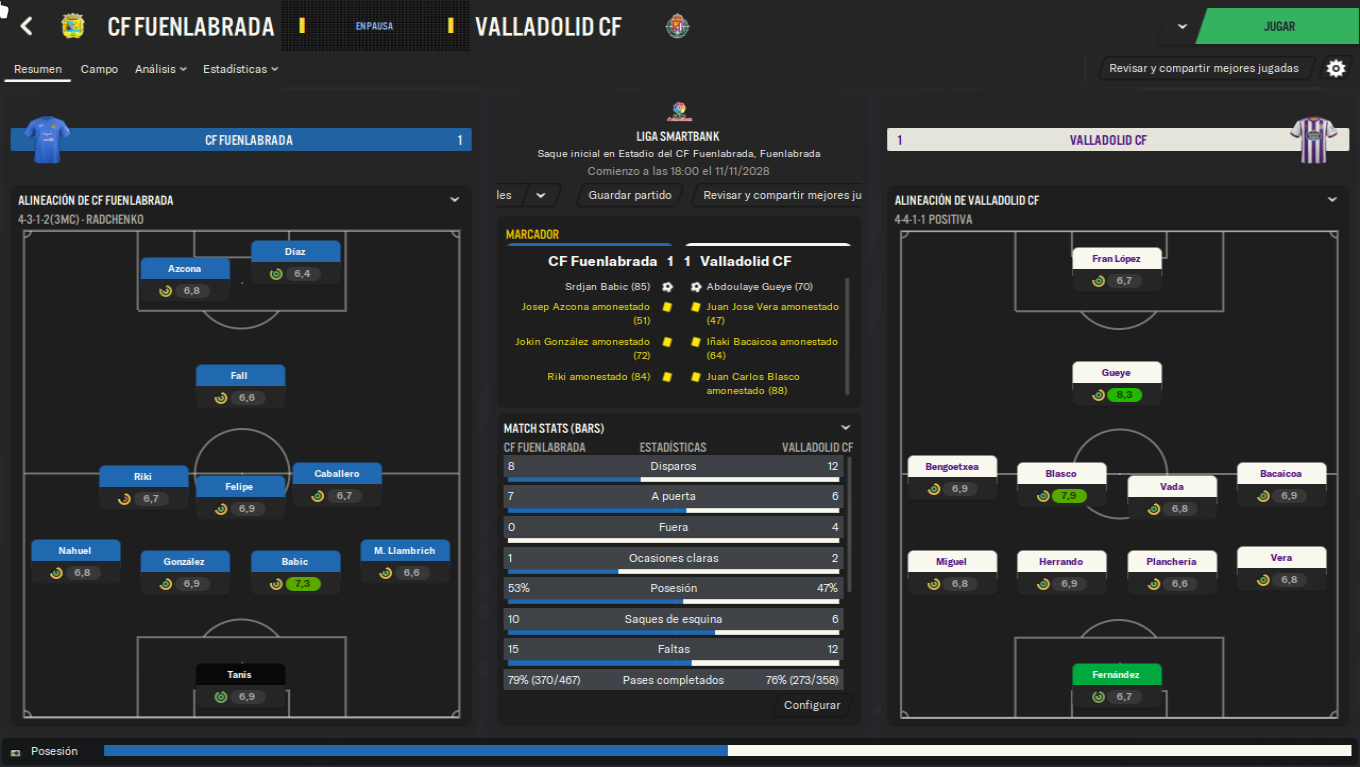 CF FUENLABRADA
EN PAUSA
VALLADOLID CF
JUGAR
Resumen
Campo
Análisis
Estadísticas
Revisar y compartir mejores jugadas
CF FUENLABRADA 1
ALINEACIÓN DE CF FUENLABRADA
4-3-1-2(3MC) - RADCHENKO
Díaz
6,4
Azcona
6,8
Fall
6,6
Caballero
6,7
Riki
6,7
Felipe
6,9
Nahuel
6,8
M. Llambrich
6,6
González
6,9
Babic
7,3
Tanis
6,9
LIGA SMARTBANK
Saque inicial en Estadio del CF Fuenlabrada, Fuenlabrada
Comienzo a las 18:00 el 11/11/2028
les
Guardar partido
Revisar y compartir mejores ju
MARCADOR
CF Fuenlabrada 1 1 Valladolid CF
Srdjan Babic (85) Abdoulaye Gueye (70)
Josep Azcona amonestado
(51)
Juan Jose Vera amonestado
(47)
Jokin González amonestado
(72)
Iñaki Bacaicoa amonestado
(64)
Riki amonestado (84)
Juan Carlos Blasco
amonestado (88)
MATCH STATS (BARS)
CF FUENLABRADA ESTADÍSTICAS VALLADOLID CF
8 Disparos 12
7 A puerta 6
0 Fuera 4
1 Ocasiones claras 2
53% Posesión 47%
10 Saques de esquina 6
15 Faltas 12
79% (370/467) Pases completados 76% (273/358)
Configurar
1 VALLADOLID CF
ALINEACIÓN DE VALLADOLID CF
4-4-1-1 POSITIVA
Fran López
6,7
Gueye
8,3
Bengoetxea
6,9
Blasco
7,9
Vada
6,8
Bacaicoa
6,9
Miguel
6,8
Herrando
6,9
Planchería
6,6
Vera
6,8
Fernández
6,7
Posesión